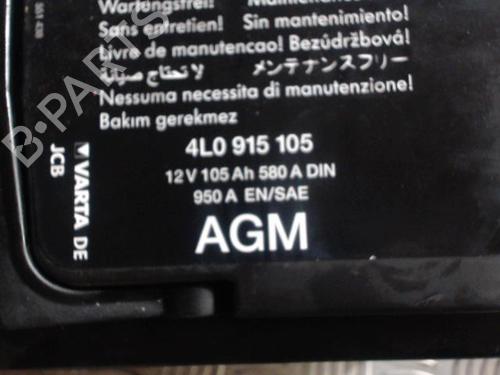 Wartungsfrei!
Sans entretien! Sin mantenimiento!
Livre de manutencao! Bezúdržbová!
لا تحتاج صيانة メンテナンスフリー
Nessuma necessita di manutenzione!
Bakım gerekmez
4L0 915 105
12 V 105 Ah 580 A DIN
950 A EN/SAE
AGM
VARTA DE
JCB
B-PARTS